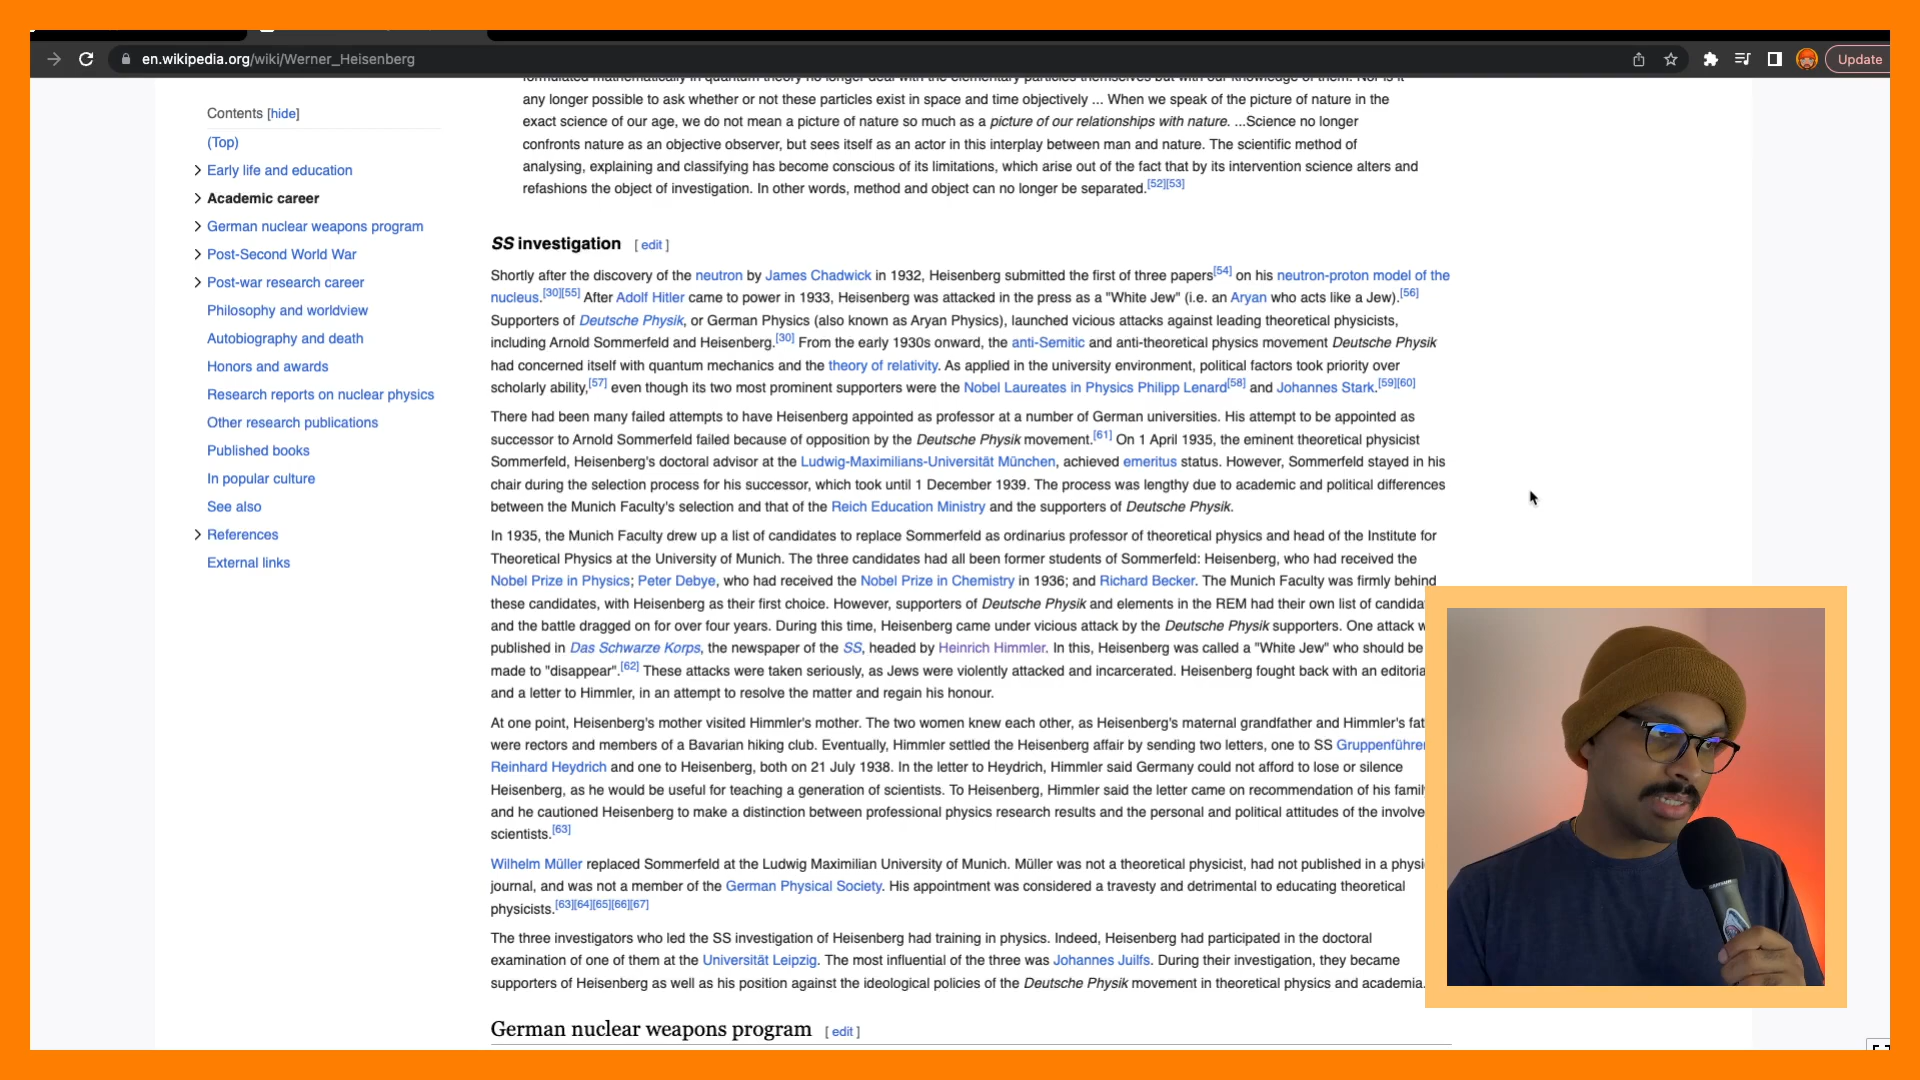 en.wikipedia.org/wiki/Werner_Heisenberg
Update
Contents [hide]
(Top)
Early life and education
Academic career
German nuclear weapons program
Post-Second World War
Post-war research career
Philosophy and worldview
Autobiography and death
Honors and awards
Research reports on nuclear physics
Other research publications
Published books
In popular culture
See also
References
External links
formulated mathematically in quantum theory no longer deal with the elementary particles themselves but with our knowledge of them. Nor is it
any longer possible to ask whether or not these particles exist in space and time objectively ... When we speak of the picture of nature in the
exact science of our age, we do not mean a picture of nature so much as a picture of our relationships with nature. ...Science no longer
confronts nature as an objective observer, but sees itself as an actor in this interplay between man and nature. The scientific method of
analysing, explaining and classifying has become conscious of its limitations, which arise out of the fact that by its intervention science alters and
refashions the object of investigation. In other words, method and object can no longer be separated.[52][53]
SS investigation [ edit ]
Shortly after the discovery of the neutron by James Chadwick in 1932, Heisenberg submitted the first of three papers[54] on his neutron-proton model of the
nucleus.[30][55] After Adolf Hitler came to power in 1933, Heisenberg was attacked in the press as a "White Jew" (i.e. an Aryan who acts like a Jew).[56]
Supporters of Deutsche Physik, or German Physics (also known as Aryan Physics), launched vicious attacks against leading theoretical physicists,
including Arnold Sommerfeld and Heisenberg.[30] From the early 1930s onward, the anti-Semitic and anti-theoretical physics movement Deutsche Physik
had concerned itself with quantum mechanics and the theory of relativity. As applied in the university environment, political factors took priority over
scholarly ability,[57] even though its two most prominent supporters were the Nobel Laureates in Physics Philipp Lenard[58] and Johannes Stark.[59][60]
There had been many failed attempts to have Heisenberg appointed as professor at a number of German universities. His attempt to be appointed as
successor to Arnold Sommerfeld failed because of opposition by the Deutsche Physik movement.[61] On 1 April 1935, the eminent theoretical physicist
Sommerfeld, Heisenberg's doctoral advisor at the Ludwig-Maximilians-Universität München, achieved emeritus status. However, Sommerfeld stayed in his
chair during the selection process for his successor, which took until 1 December 1939. The process was lengthy due to academic and political differences
between the Munich Faculty's selection and that of the Reich Education Ministry and the supporters of Deutsche Physik.
In 1935, the Munich Faculty drew up a list of candidates to replace Sommerfeld as ordinarius professor of theoretical physics and head of the Institute for
Theoretical Physics at the University of Munich. The three candidates had all been former students of Sommerfeld: Heisenberg, who had received the
Nobel Prize in Physics; Peter Debye, who had received the Nobel Prize in Chemistry in 1936; and Richard Becker. The Munich Faculty was firmly behind
these candidates, with Heisenberg as their first choice. However, supporters of Deutsche Physik and elements in the REM had their own list of candida
and the battle dragged on for over four years. During this time, Heisenberg came under vicious attack by the Deutsche Physik supporters. One attack w
published in Das Schwarze Korps, the newspaper of the SS, headed by Heinrich Himmler. In this, Heisenberg was called a "White Jew" who should be
made to "disappear".[62] These attacks were taken seriously, as Jews were violently attacked and incarcerated. Heisenberg fought back with an editoria
and a letter to Himmler, in an attempt to resolve the matter and regain his honour.
At one point, Heisenberg's mother visited Himmler's mother. The two women knew each other, as Heisenberg's maternal grandfather and Himmler's fat
were rectors and members of a Bavarian hiking club. Eventually, Himmler settled the Heisenberg affair by sending two letters, one to SS Gruppenführer
Reinhard Heydrich and one to Heisenberg, both on 21 July 1938. In the letter to Heydrich, Himmler said Germany could not afford to lose or silence
Heisenberg, as he would be useful for teaching a generation of scientists. To Heisenberg, Himmler said the letter came on recommendation of his famil
and he cautioned Heisenberg to make a distinction between professional physics research results and the personal and political attitudes of the involve
scientists.[63]
Wilhelm Müller replaced Sommerfeld at the Ludwig Maximilian University of Munich. Müller was not a theoretical physicist, had not published in a physi
journal, and was not a member of the German Physical Society. His appointment was considered a travesty and detrimental to educating theoretical
physicists.[63][64][65][66][67]
The three investigators who led the SS investigation of Heisenberg had training in physics. Indeed, Heisenberg had participated in the doctoral
examination of one of them at the Universität Leipzig. The most influential of the three was Johannes Juilfs. During their investigation, they became
supporters of Heisenberg as well as his position against the ideological policies of the Deutsche Physik movement in theoretical physics and academia.
German nuclear weapons program [ edit ]